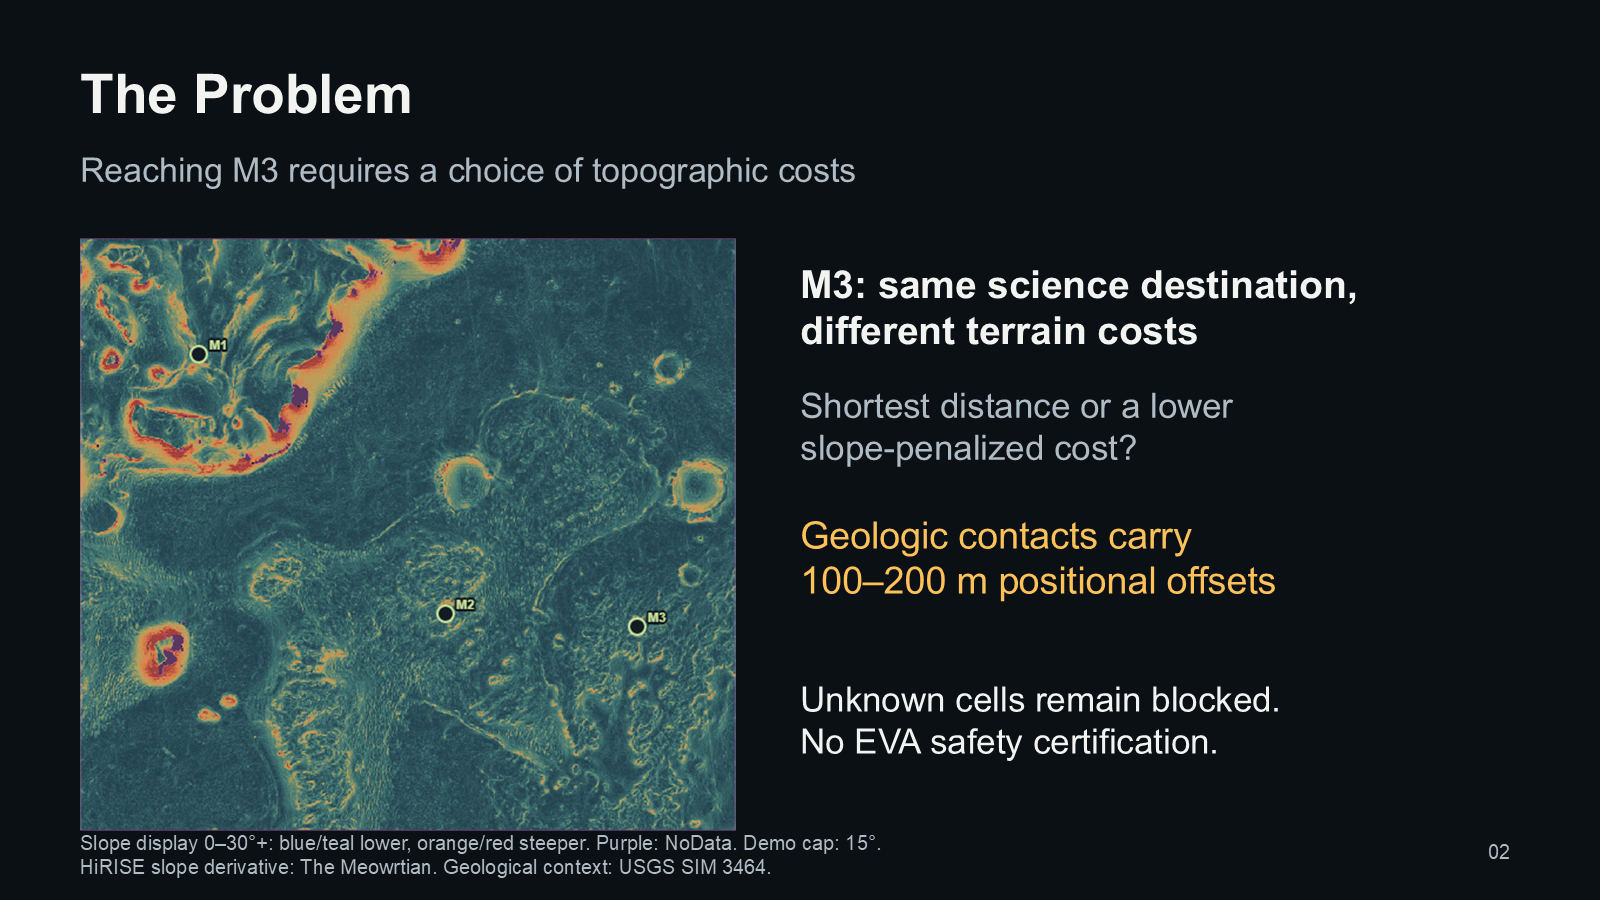 The Problem
Reaching M3 requires a choice of topographic costs
M1
M2
M3
M3: same science destination,
different terrain costs
Shortest distance or a lower
slope-penalized cost?
Geologic contacts carry
100–200 m positional offsets
Unknown cells remain blocked.
No EVA safety certification.
Slope display 0–30°+: blue/teal lower, orange/red steeper. Purple: NoData. Demo cap: 15°.
HiRISE slope derivative: The Meowrtian. Geological context: USGS SIM 3464.
02